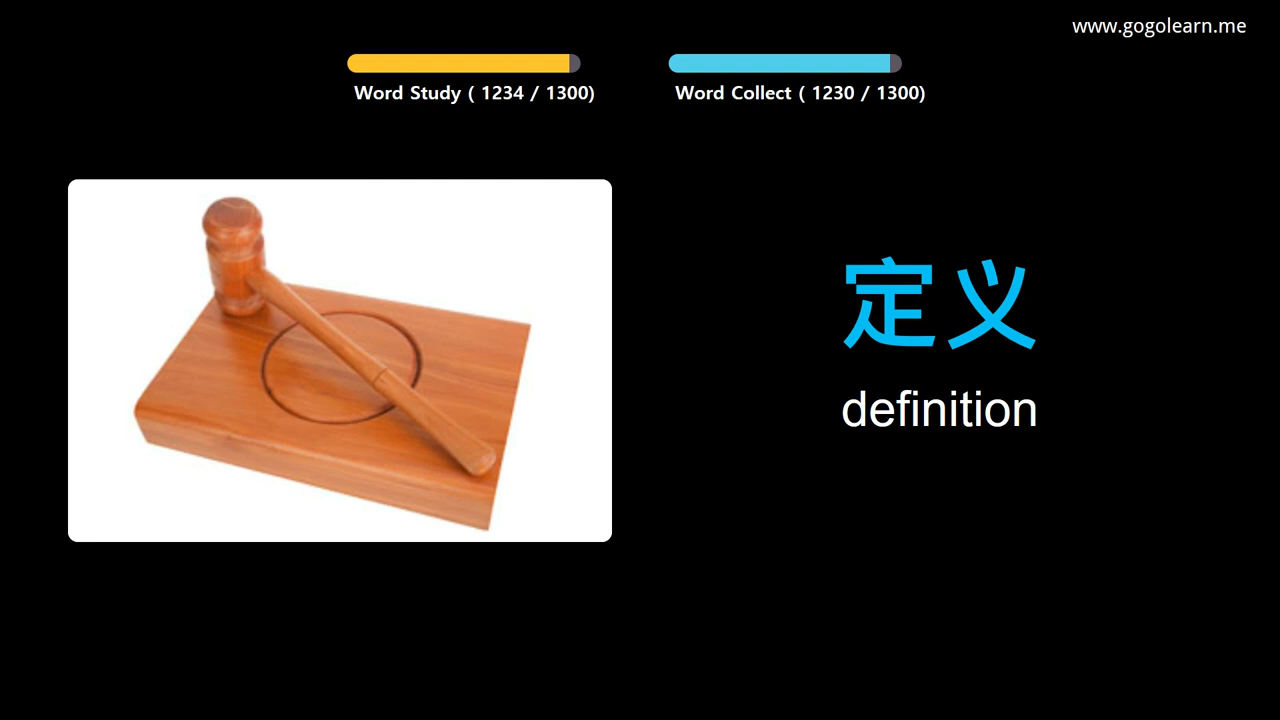 www.gogolearn.me
Word Study ( 1234 / 1300)
Word Collect ( 1230 / 1300)
定义
definition